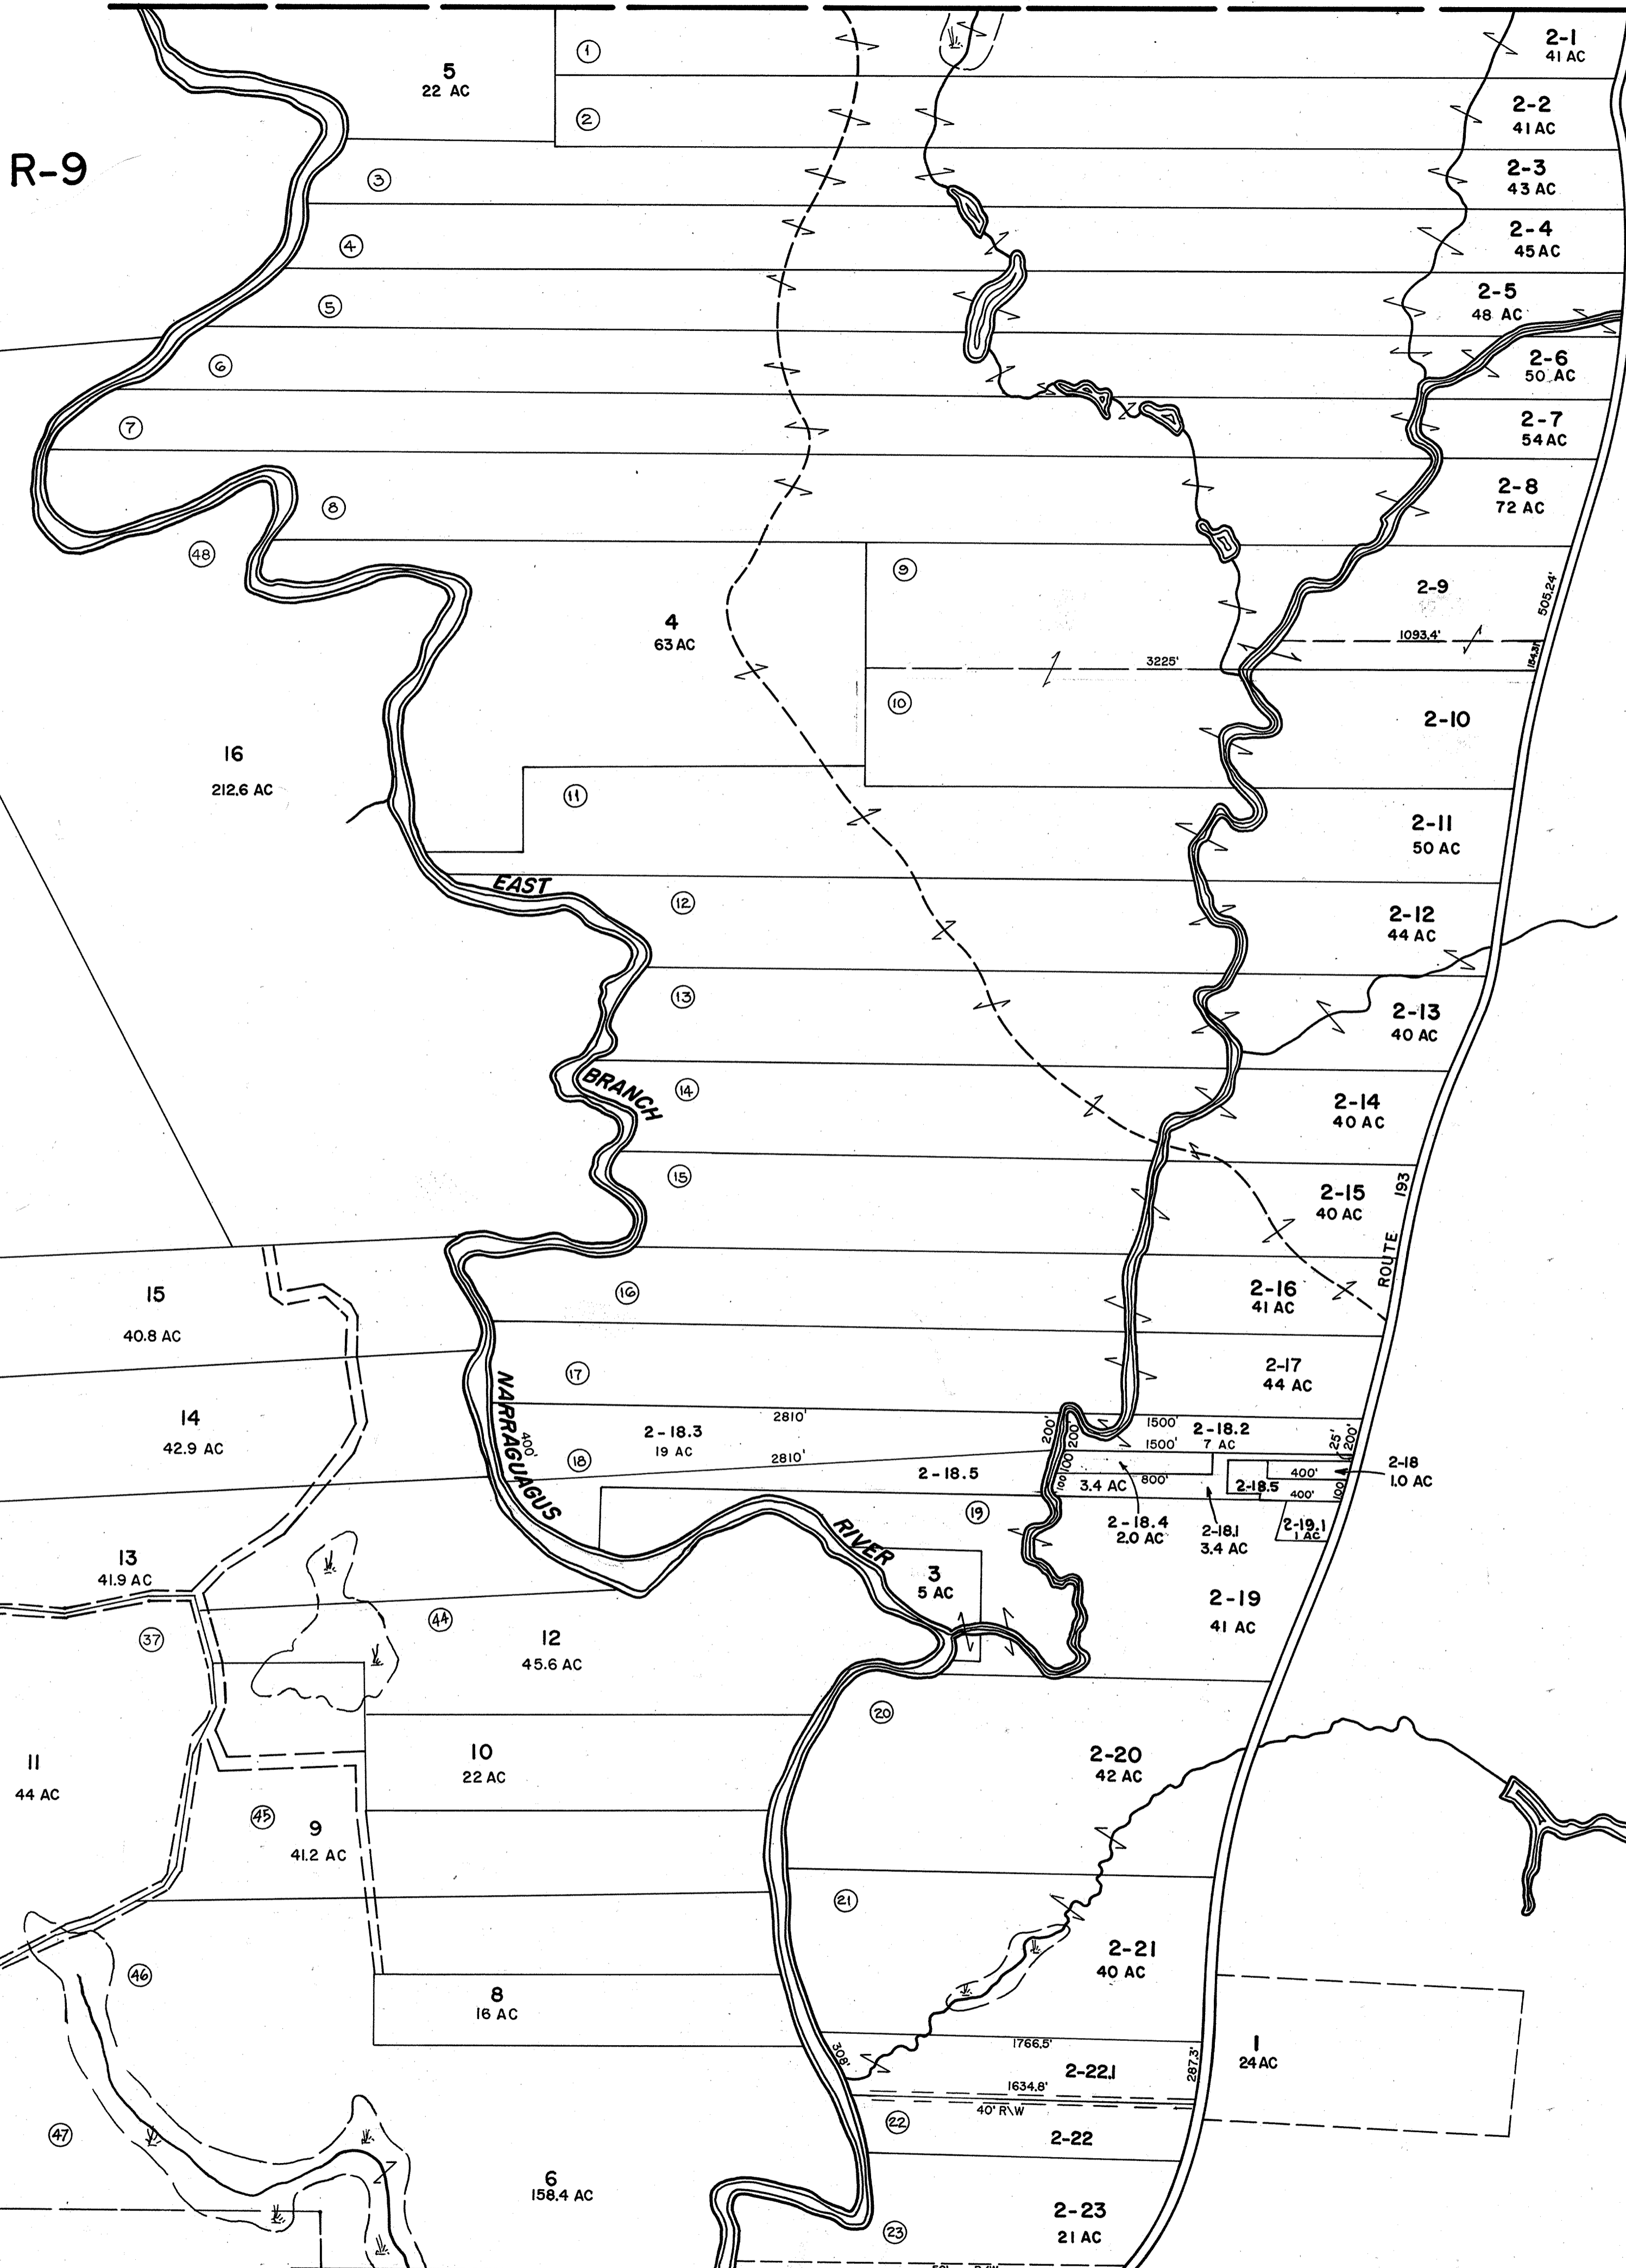 1
2-1
41 AC
5
22 AC
2
2-2
41 AC
R-9
3
2-3
43 AC
4
2-4
45 AC
5
2-5
48 AC
6
2-6
50 AC
7
2-7
54 AC
8
2-8
72 AC
48
9
2-9
505.24'
4
63 AC
1093.4'
154.31'
3225'
10
2-10
16
212.6 AC
11
2-11
50 AC
EAST
12
2-12
44 AC
13
2-13
40 AC
BRANCH
14
2-14
40 AC
15
2-15
40 AC
ROUTE 193
15
40.8 AC
16
2-16
41 AC
17
2-17
44 AC
NARRAGUAGUS
14
42.9 AC
400'
2810'
2-18.3
19 AC
2810'
18
200'
200'
1500'
2-18.2
7 AC
1500'
25'
200'
2-18.5
100'
100'
3.4 AC
800'
2-18.5
400'
400'
100'
2-18
1.0 AC
19
2-18.4
2.0 AC
2-18.1
3.4 AC
2-19.1
1 AC
RIVER
13
41.9 AC
3
5 AC
2-19
41 AC
37
44
12
45.6 AC
20
11
44 AC
10
22 AC
2-20
42 AC
45
9
41.2 AC
21
2-21
40 AC
46
8
16 AC
308'
1766.5'
2-22.1
287.3'
1
24 AC
1634.8'
40' R\W
22
2-22
47
6
158.4 AC
2-23
21 AC
23